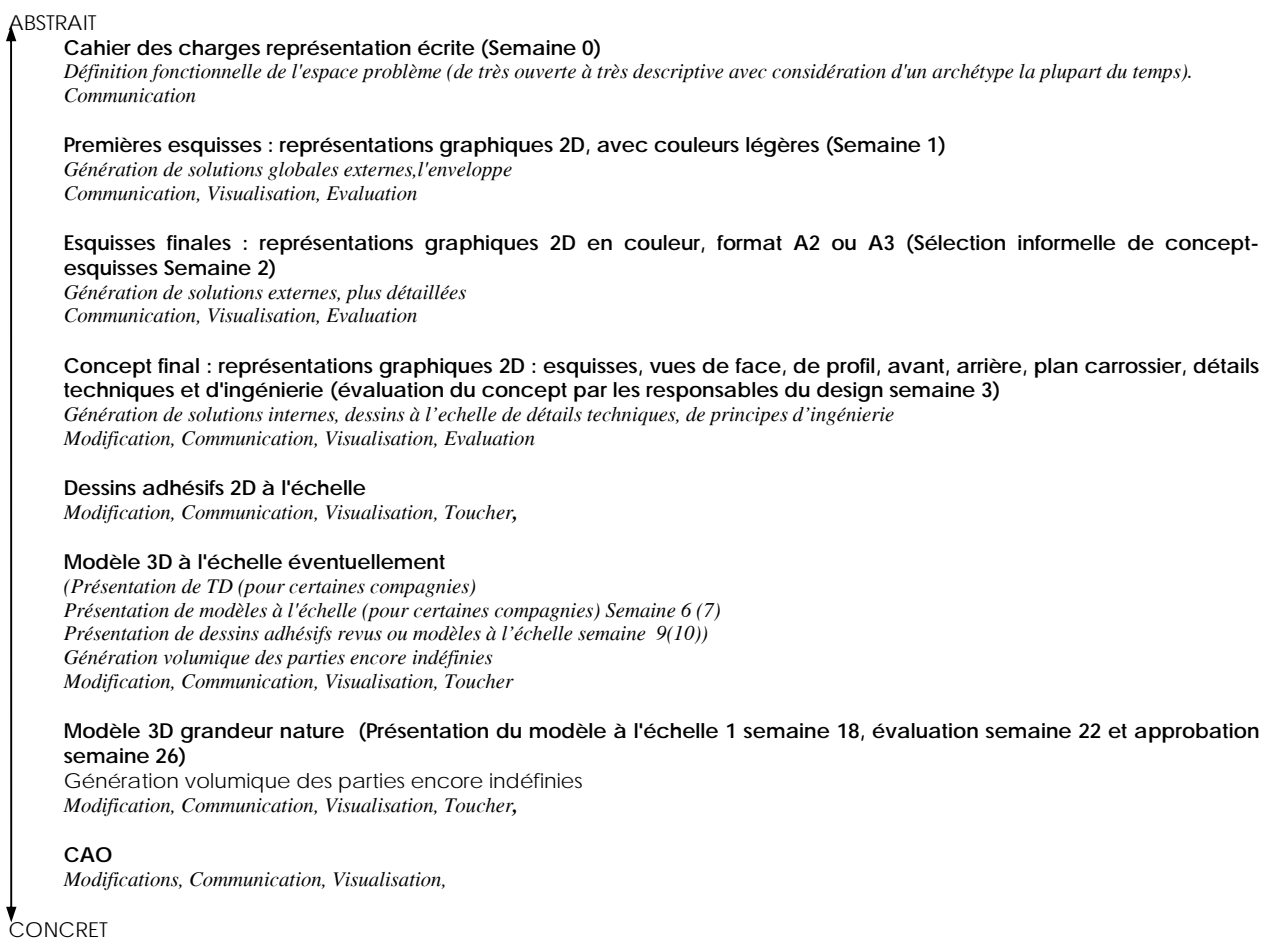 ABSTRAIT
Cahier des charges représentation écrite (Semaine 0)
Définition fonctionnelle de l'espace problème (de très ouverte à très descriptive avec considération d'un archétype la plupart du temps).
Communication
Premières esquisses : représentations graphiques 2D, avec couleurs légères (Semaine 1)
Génération de solutions globales externes,l'enveloppe
Communication, Visualisation, Evaluation
Esquisses finales : représentations graphiques 2D en couleur, format A2 ou A3 (Sélection informelle de concept-
esquisses Semaine 2)
Génération de solutions externes, plus détaillées
Communication, Visualisation, Evaluation
Concept final : représentations graphiques 2D : esquisses, vues de face, de profil, avant, arrière, plan carrossier, détails
techniques et d'ingénierie (évaluation du concept par les responsables du design semaine 3)
Génération de solutions internes, dessins à l’echelle de détails techniques, de principes d’ingénierie
Modification, Communication, Visualisation, Evaluation
Dessins adhésifs 2D à l'échelle
Modification, Communication, Visualisation, Toucher,
Modèle 3D à l'échelle éventuellement
(Présentation de TD (pour certaines compagnies)
Présentation de modèles à l'échelle (pour certaines compagnies) Semaine 6 (7)
Présentation de dessins adhésifs revus ou modèles à l’échelle semaine 9(10))
Génération volumique des parties encore indéfinies
Modification, Communication, Visualisation, Toucher
Modèle 3D grandeur nature (Présentation du modèle à l'échelle 1 semaine 18, évaluation semaine 22 et approbation
semaine 26)
Génération volumique des parties encore indéfinies
Modification, Communication, Visualisation, Toucher,
CAO
Modifications, Communication, Visualisation,
CONCRET